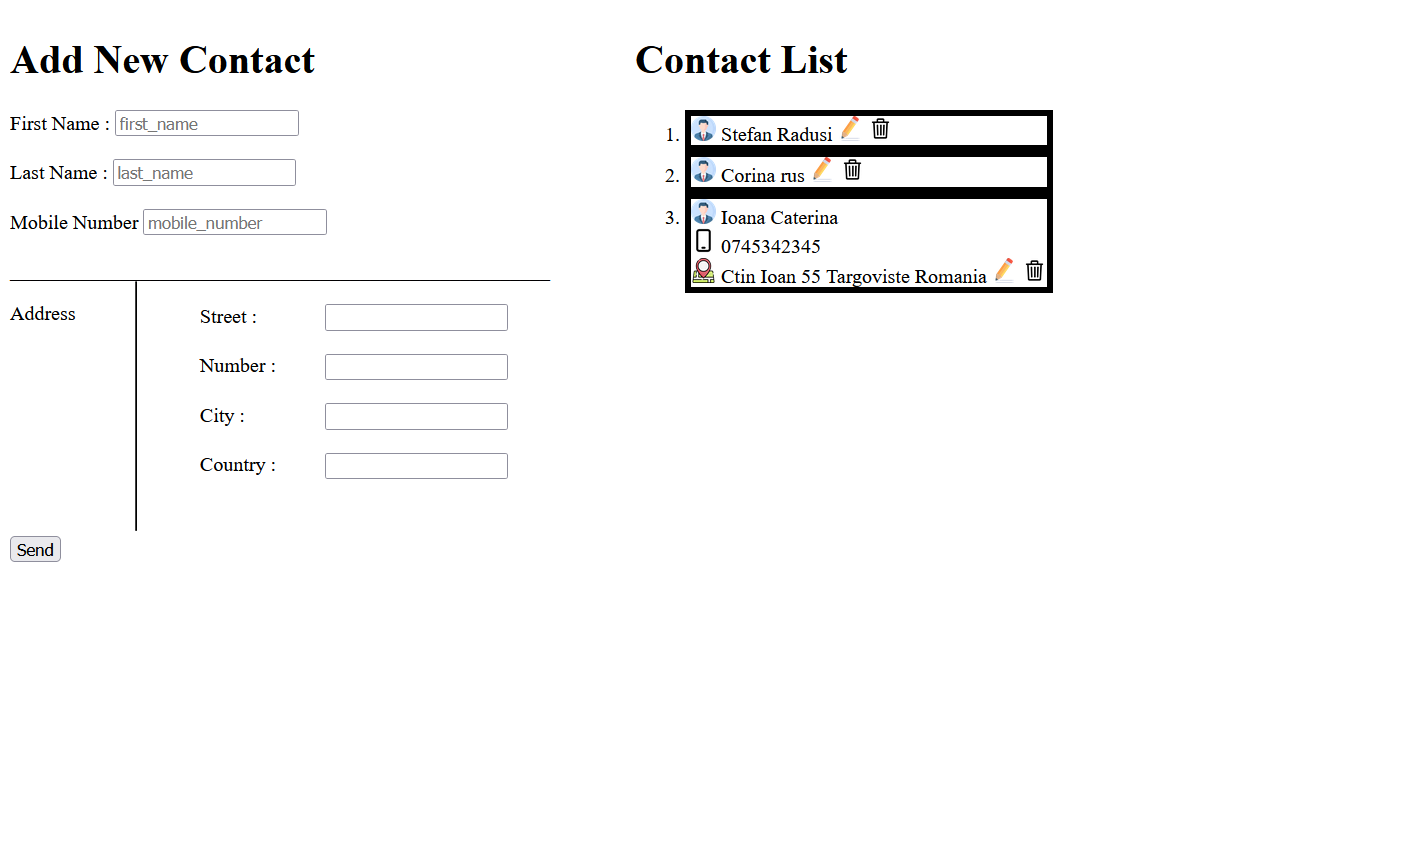 Add New Contact
First Name : first_name
Last Name : last_name
Mobile Number mobile_number
Address
Street :
Number :
City :
Country :
Send
Contact List
1. Stefan Radusi
2. Corina rus
3. Ioana Caterina
0745342345
Ctin Ioan 55 Targoviste Romania